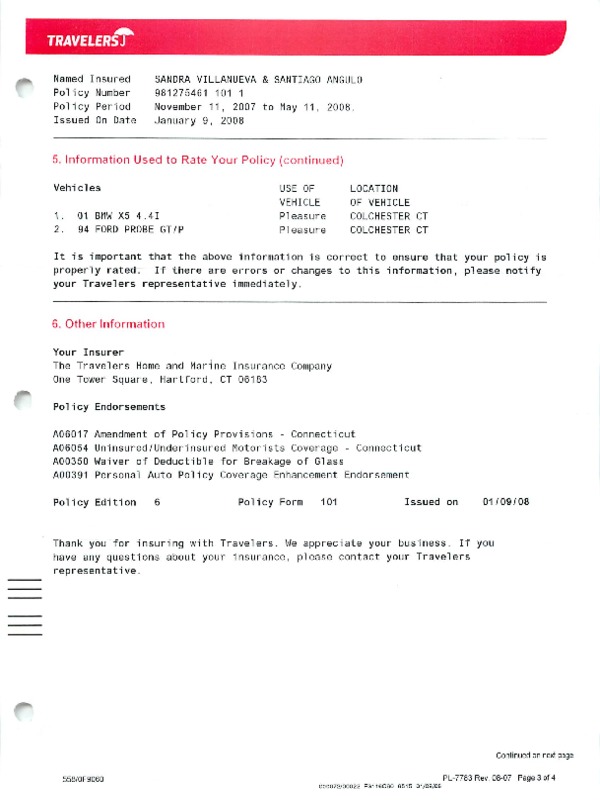 TRAVELERS
Named Insured SANDRA VILLANUEVA & SANTIAGO ANGULO
Policy Number 981275461 101 1
Policy Period November 11, 2007 to May 11, 2008.
Issued On Date January 9, 2008
5. Information Used to Rate Your Policy (continued)
Vehicles USE OF LOCATION
VEHICLE OF VEHICLE
1. 01 BMW X5 4.4I Pleasure COLCHESTER CT
2. 94 FORD PROBE GT/P Pleasure COLCHESTER CT
It is important that the above information is correct to ensure that your policy is
properly rated. If there are errors or changes to this information, please notify
your Travelers representative immediately.
6. Other Information
Your Insurer
The Travelers Home and Marine Insurance Company
One Tower Square, Hartford, CT 06183
Policy Endorsements
A06017 Amendment of Policy Provisions - Connecticut
A06054 Uninsured/Underinsured Motorists Coverage - Connecticut
A00350 Waiver of Deductible for Breakage of Glass
A00391 Personal Auto Policy Coverage Enhancement Endorsement
Policy Edition 6 Policy Form 101 Issued on 01/09/08
Thank you for insuring with Travelers. We appreciate your business. If you
have any questions about your insurance, please contact your Travelers
representative.
Continued on next page
PL-7783 Rev. 08-07 Page 3 of 4